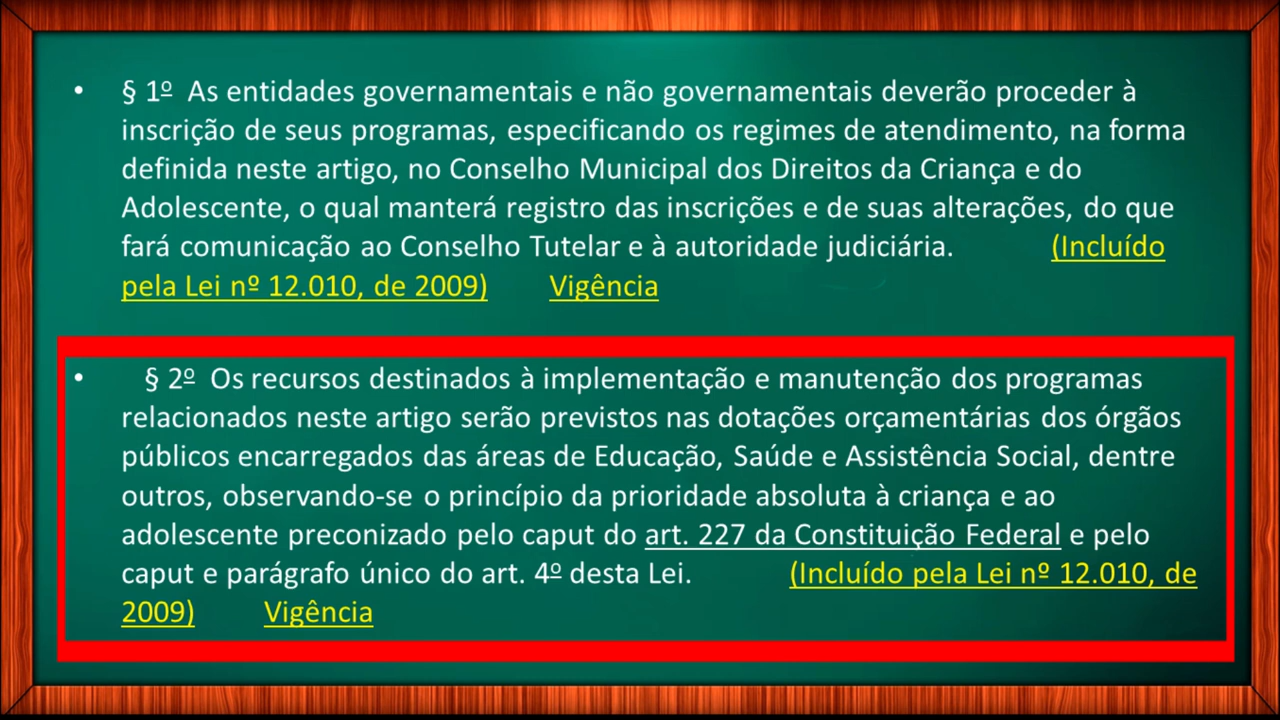 • § 1º As entidades governamentais e não governamentais deverão proceder à
inscrição de seus programas, especificando os regimes de atendimento, na forma
definida neste artigo, no Conselho Municipal dos Direitos da Criança e do
Adolescente, o qual manterá registro das inscrições e de suas alterações, do que
fará comunicação ao Conselho Tutelar e à autoridade judiciária. (Incluído
pela Lei nº 12.010, de 2009) Vigência
• § 2º Os recursos destinados à implementação e manutenção dos programas
relacionados neste artigo serão previstos nas dotações orçamentárias dos órgãos
públicos encarregados das áreas de Educação, Saúde e Assistência Social, dentre
outros, observando-se o princípio da prioridade absoluta à criança e ao
adolescente preconizado pelo caput do art. 227 da Constituição Federal e pelo
caput e parágrafo único do art. 4º desta Lei. (Incluído pela Lei nº 12.010, de
2009) Vigência